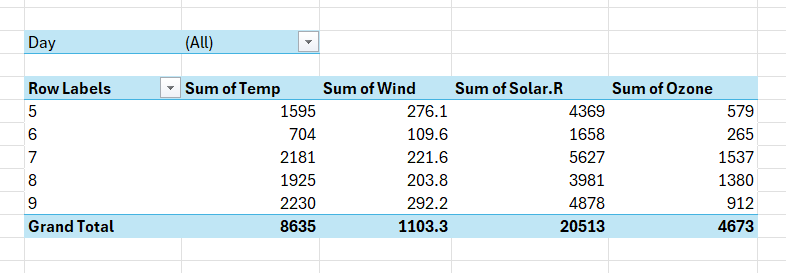 Day (All)
Row Labels Sum of Temp Sum of Wind Sum of Solar.R Sum of Ozone
5 1595 276.1 4369 579
6 704 109.6 1658 265
7 2181 221.6 5627 1537
8 1925 203.8 3981 1380
9 2230 292.2 4878 912
Grand Total 8635 1103.3 20513 4673